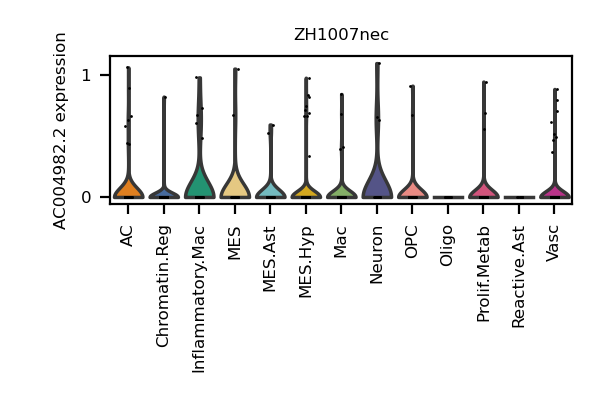 ZH1007nec
AC004982.2 expression
1
0
AC
Chromatin.Reg
Inflammatory.Mac
MES
MES.Ast
MES.Hyp
Mac
Neuron
OPC
Oligo
Prolif.Metab
Reactive.Ast
Vasc